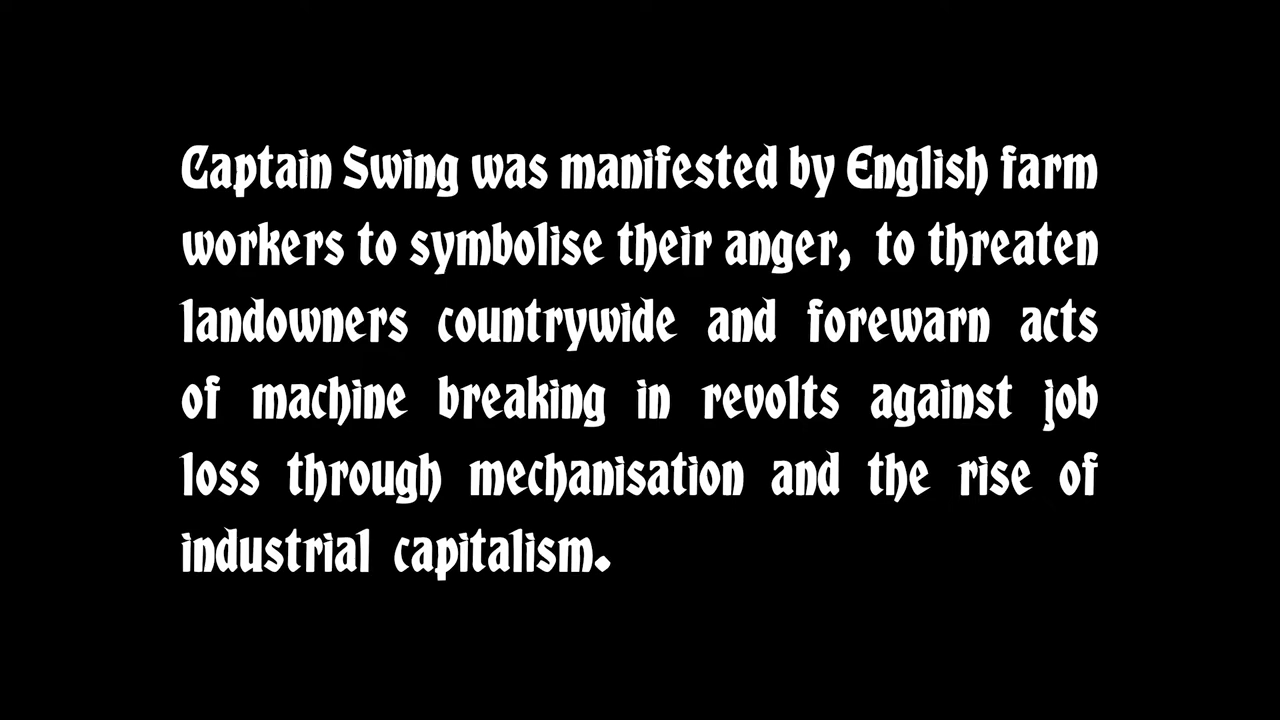 Captain Swing was manifested by English farm
workers to symbolise their anger, to threaten
landowners countrywide and forewarn acts
of machine breaking in revolts against job
loss through mechanisation and the rise of
industrial capitalism.